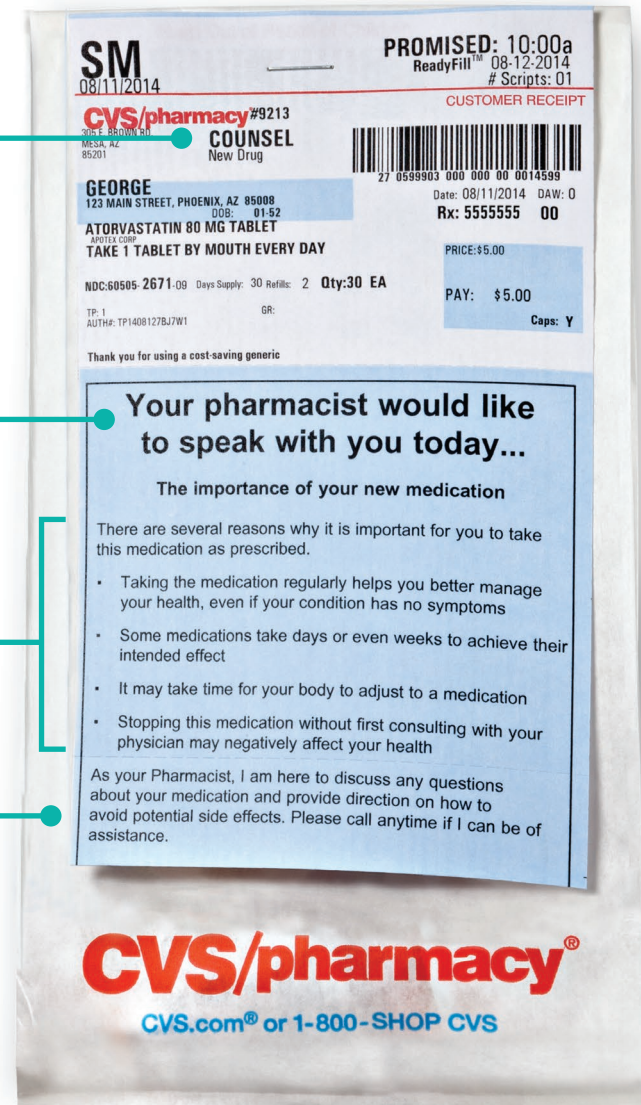 SM
08/11/2014
PROMISED: 10:00a
ReadyFill™ 08-12-2014
# Scripts: 01
CUSTOMER RECEIPT
CVS/pharmacy #9213
305 E. BROWN RD
MESA, AZ
85201
COUNSEL
New Drug
27 0599903 000 000 00 0014599
GEORGE
123 MAIN STREET, PHOENIX, AZ 85008
DOB: 01-52
Date: 08/11/2014 DAW: 0
Rx: 5555555 00
ATORVASTATIN 80 MG TABLET
APOTEX CORP
TAKE 1 TABLET BY MOUTH EVERY DAY
PRICE:$5.00
NDC:60505-2671-09 Days Supply: 30 Refills: 2 Qty:30 EA
PAY: $5.00
TP: 1 GR:
AUTH#: TP1408127BJ7W1
Caps: Y
Thank you for using a cost-saving generic
Your pharmacist would like
to speak with you today...
The importance of your new medication
There are several reasons why it is important for you to take
this medication as prescribed.
▪ Taking the medication regularly helps you better manage
your health, even if your condition has no symptoms
▪ Some medications take days or even weeks to achieve their
intended effect
▪ It may take time for your body to adjust to a medication
▪ Stopping this medication without first consulting with your
physician may negatively affect your health
As your Pharmacist, I am here to discuss any questions
about your medication and provide direction on how to
avoid potential side effects. Please call anytime if I can be of
assistance.
CVS/pharmacy®
CVS.com® or 1-800-SHOP CVS